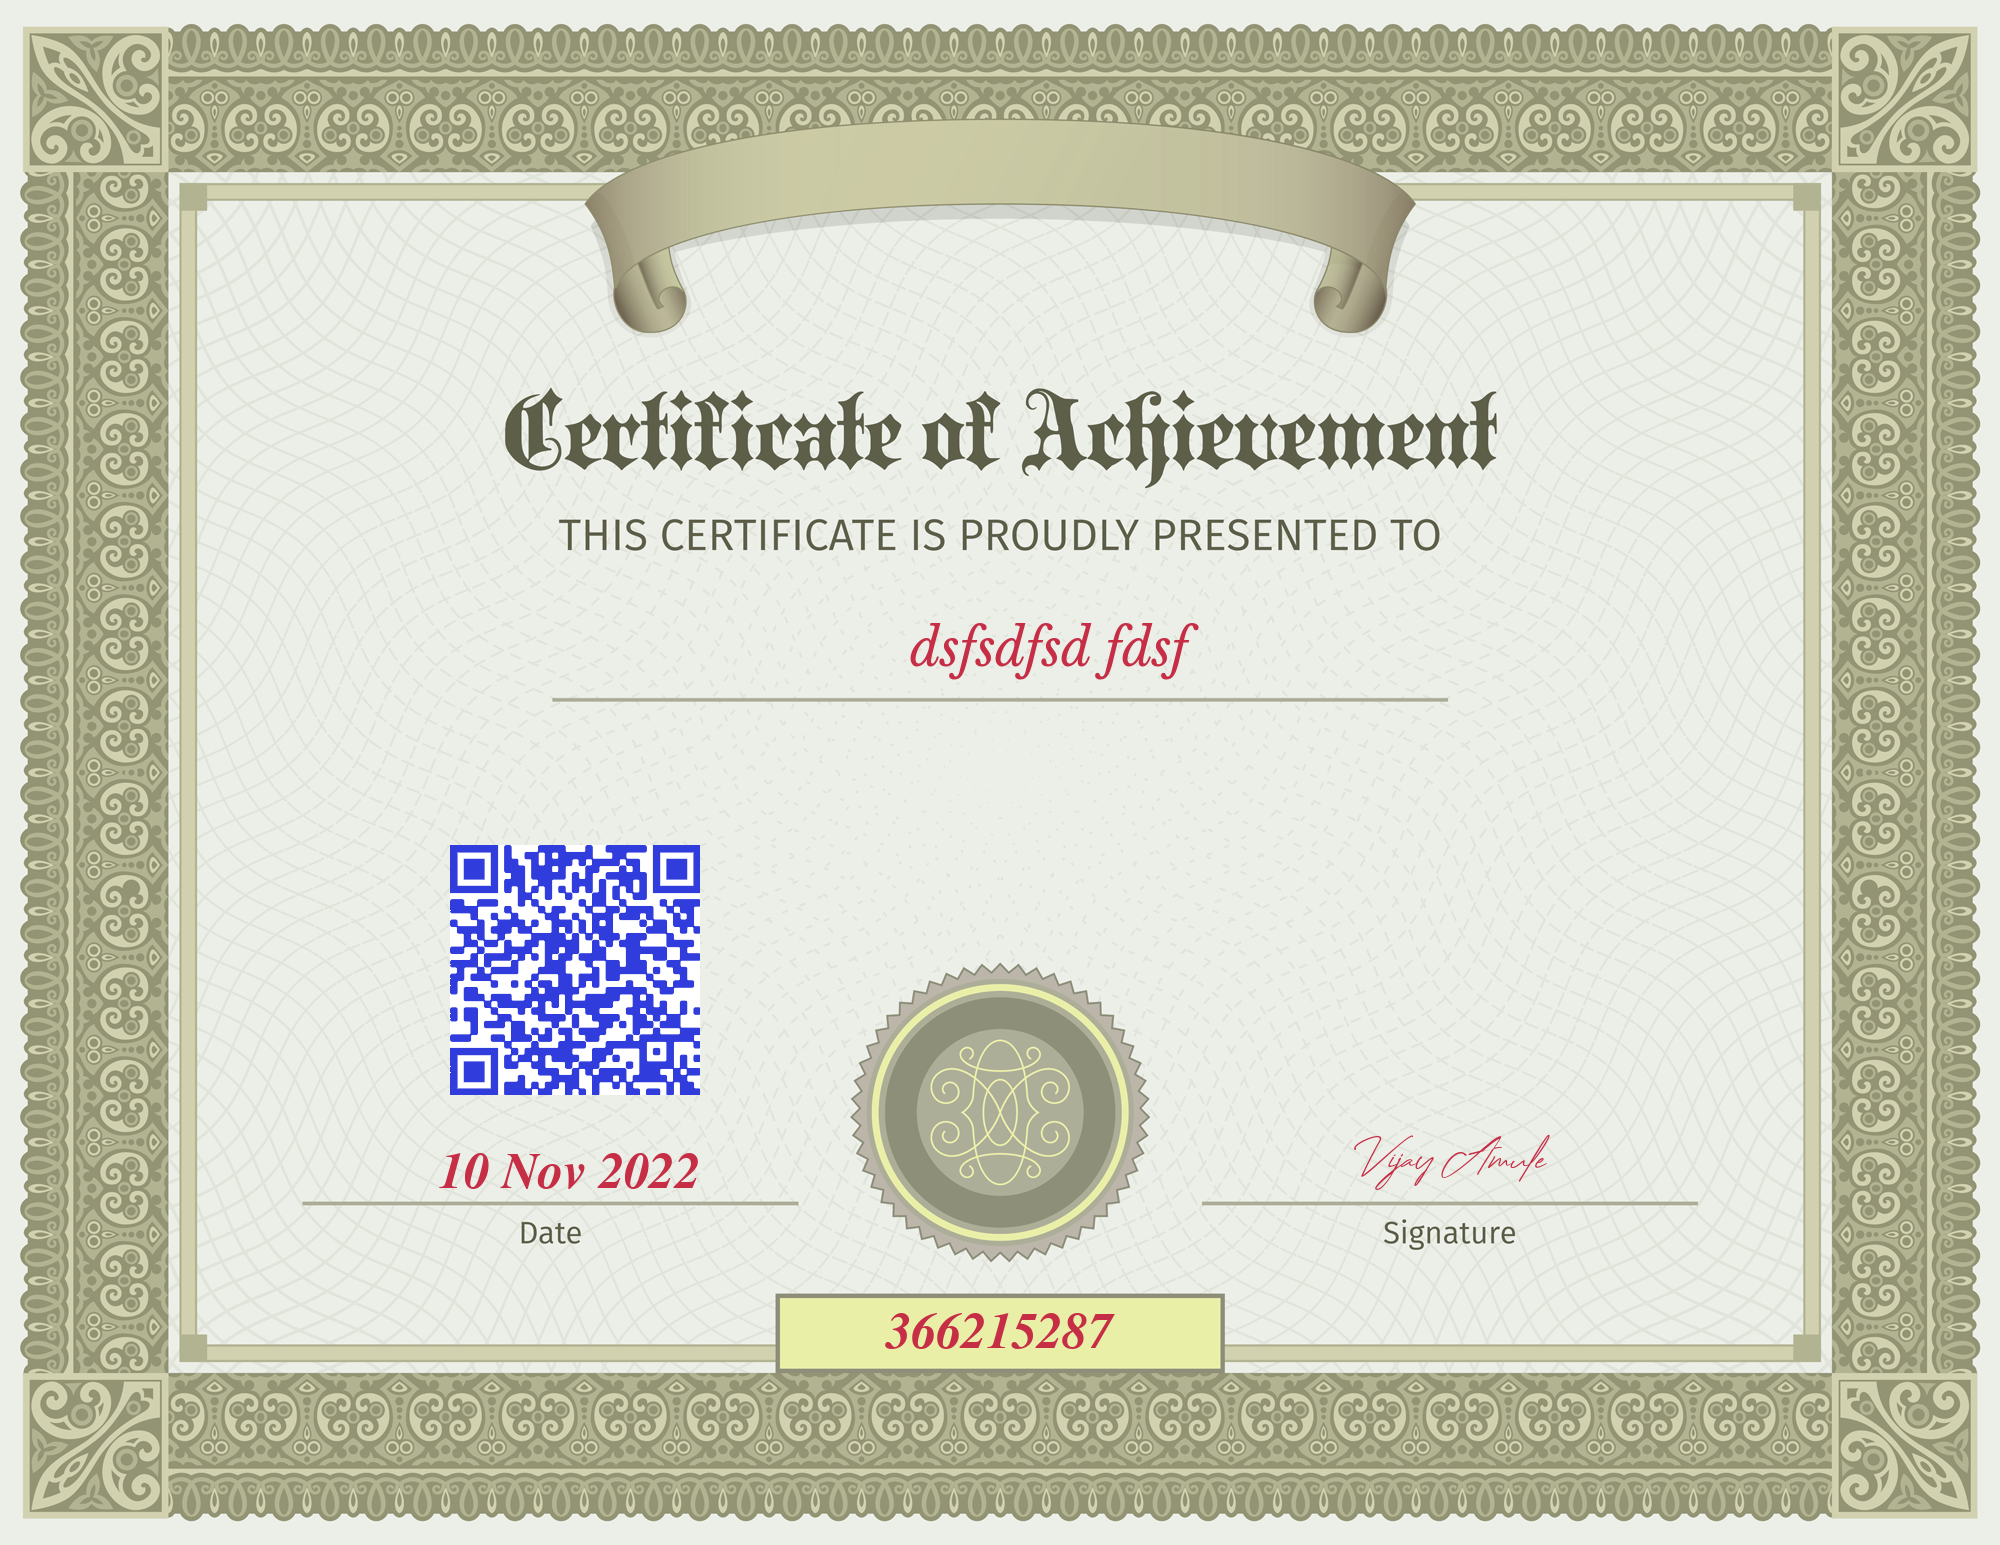 Certificate of Achievement
THIS CERTIFICATE IS PROUDLY PRESENTED TO
dsfsdfsd fdsf
10 Nov 2022
Date
Vijay Amule
Signature
366215287